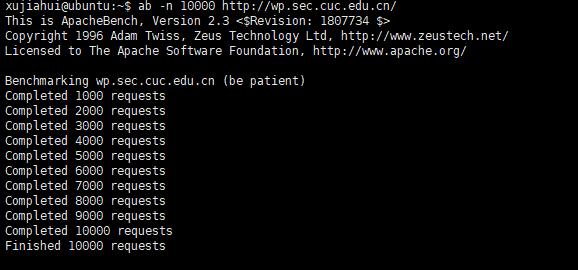 xujiahui@ubuntu:~$ ab -n 10000 http://wp.sec.cuc.edu.cn/
This is ApacheBench, Version 2.3 <$Revision: 1807734 $>
Copyright 1996 Adam Twiss, Zeus Technology Ltd, http://www.zeustech.net/
Licensed to The Apache Software Foundation, http://www.apache.org/

Benchmarking wp.sec.cuc.edu.cn (be patient)
Completed 1000 requests
Completed 2000 requests
Completed 3000 requests
Completed 4000 requests
Completed 5000 requests
Completed 6000 requests
Completed 7000 requests
Completed 8000 requests
Completed 9000 requests
Completed 10000 requests
Finished 10000 requests